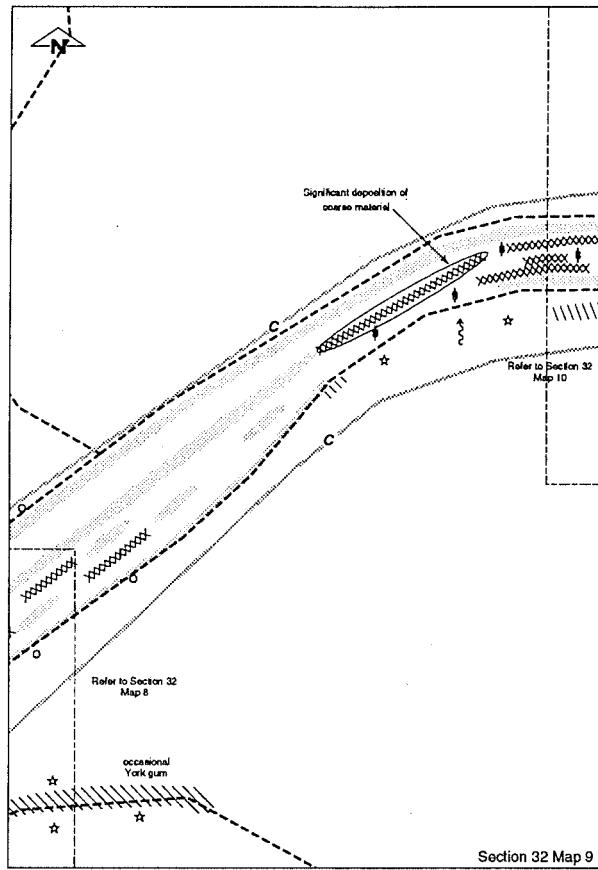 N
Significant deposition of
coarse material
C
Refer to Section 32
Map 10
C
Refer to Section 32
Map 8
occasional
York gum
Section 32 Map 9